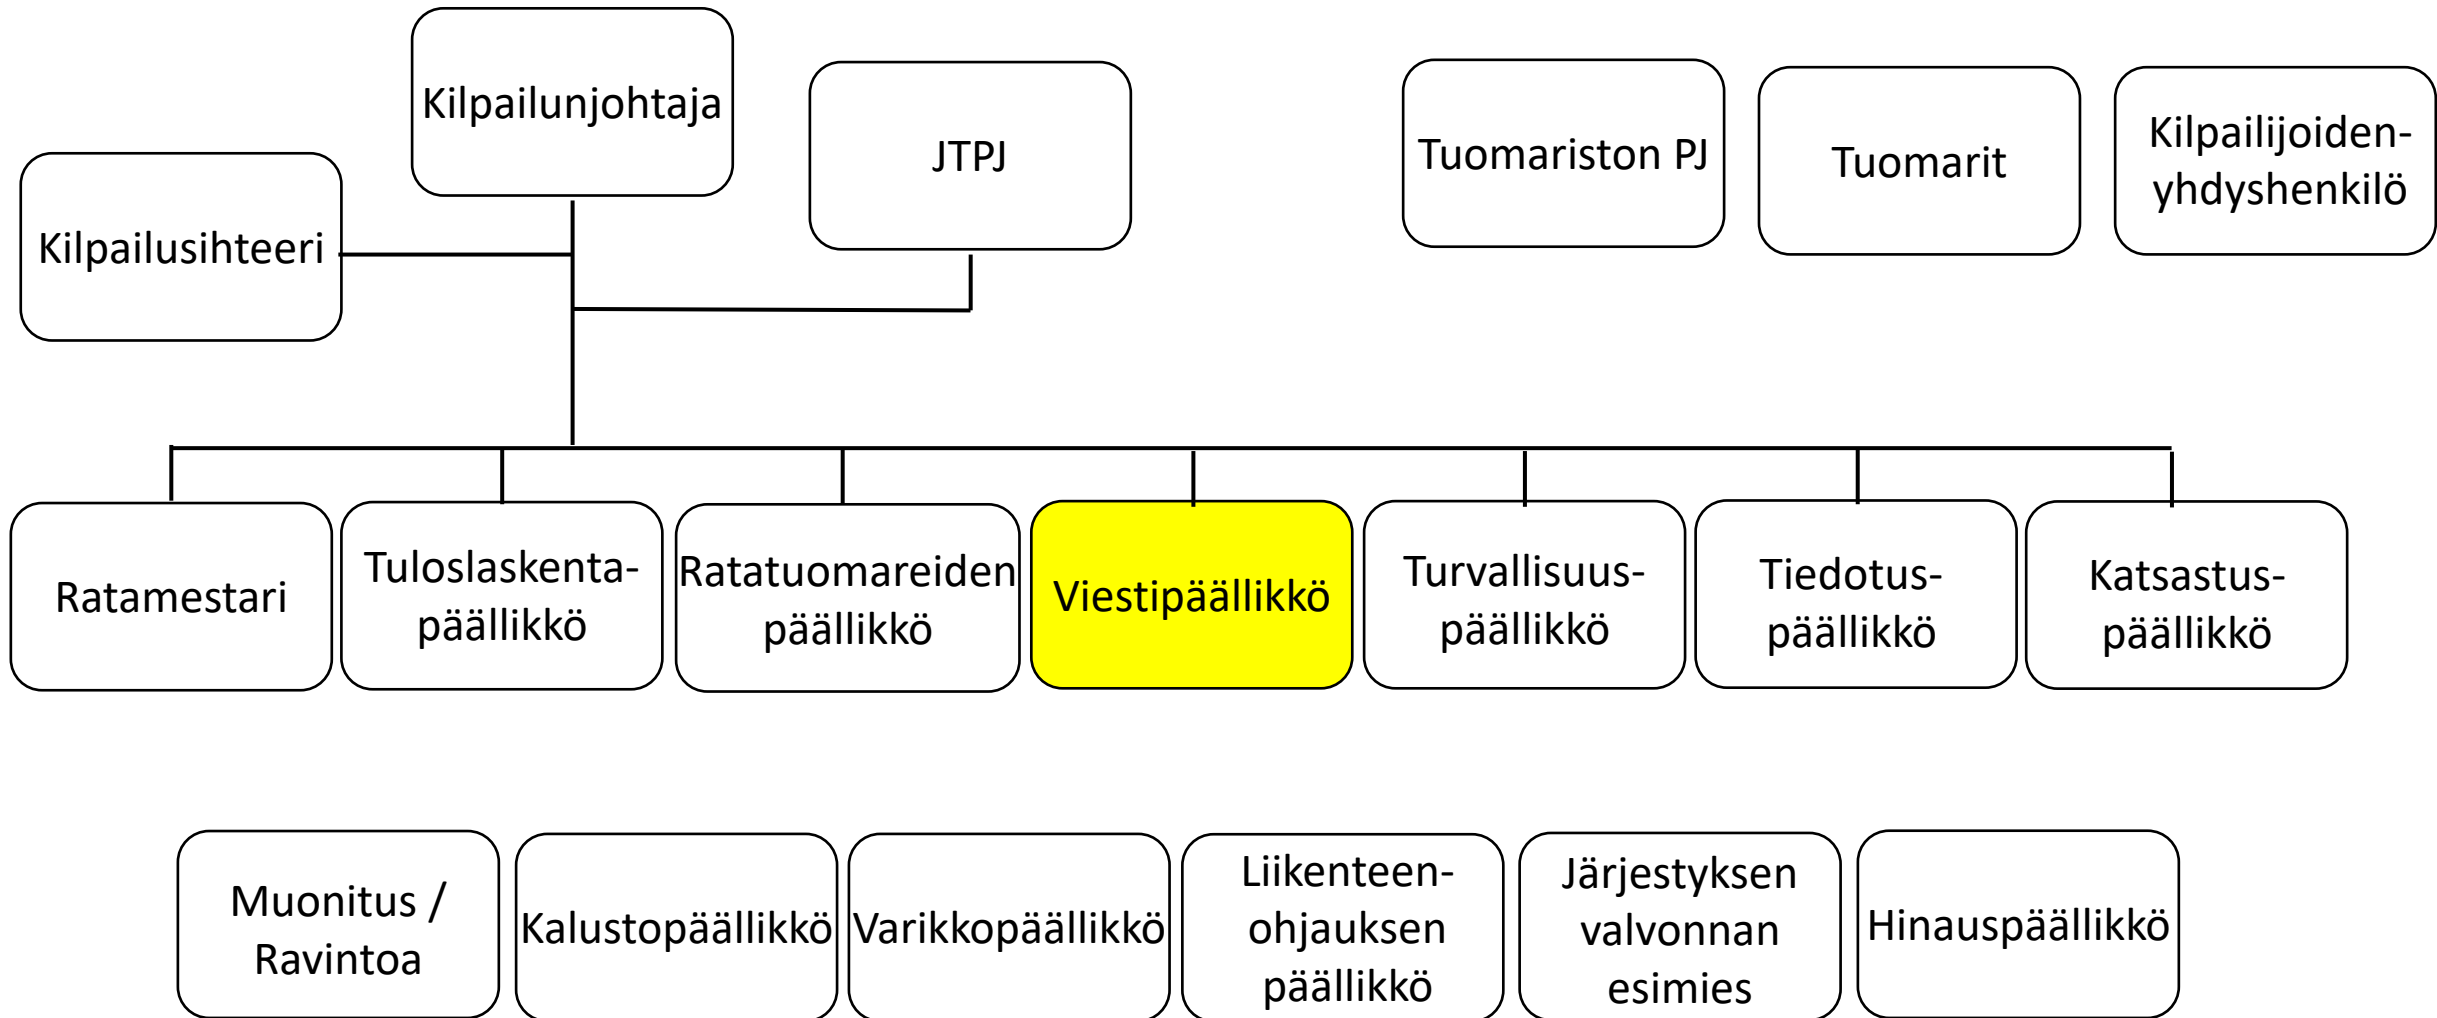 Kilpailunjohtaja
JTPJ
Tuomariston PJ
Tuomarit
Kilpailijoiden-
yhdyshenkilö
Kilpailusihteeri
Ratamestari
Tuloslaskenta-
päällikkö
Ratatuomareiden
päällikkö
Viestipäällikkö
Turvallisuus-
päällikkö
Tiedotus-
päällikkö
Katsastus-
päällikkö
Muonitus /
Ravintoa
Kalustopäällikkö
Varikkopäällikkö
Liikenteen-
ohjauksen
päällikkö
Järjestyksen
valvonnan
esimies
Hinauspäällikkö